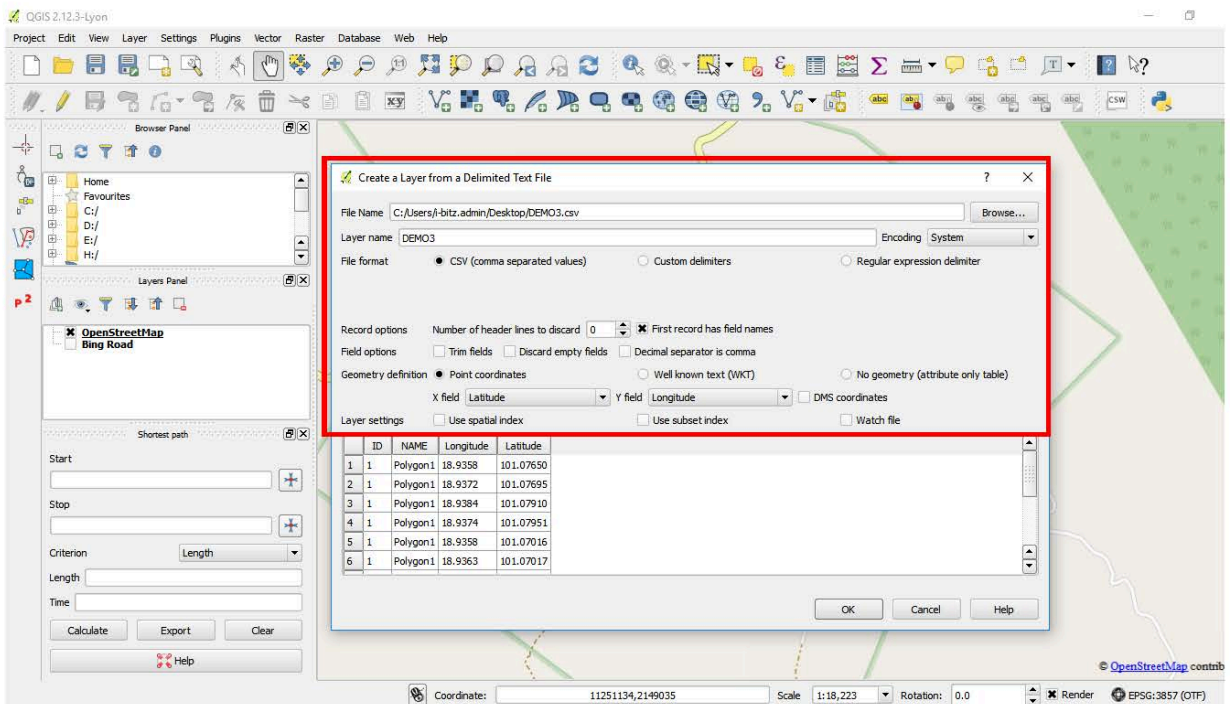 QGIS 2.12.3-Lyon
Project Edit View Layer Settings Plugins Vector Raster Database Web Help
Browser Panel
Home
Favourites
C:/
D:/
E:/
H:/
Layers Panel
OpenStreetMap
Bing Road
Shortest path
Start
Stop
Criterion Length
Length
Time
Calculate Export Clear
Help
Create a Layer from a Delimited Text File
File Name C:/Users/i-bitz.admin/Desktop/DEMO3.csv Browse...
Layer name DEMO3 Encoding System
File format CSV (comma separated values) Custom delimiters Regular expression delimiter
Record options Number of header lines to discard 0 First record has field names
Field options Trim fields Discard empty fields Decimal separator is comma
Geometry definition Point coordinates Well known text (WKT) No geometry (attribute only table)
X field Latitude Y field Longitude DMS coordinates
Layer settings Use spatial index Use subset index Watch file
ID NAME Longitude Latitude
1 1 Polygon1 18.9358 101.07650
2 1 Polygon1 18.9372 101.07695
3 1 Polygon1 18.9384 101.07910
4 1 Polygon1 18.9374 101.07951
5 1 Polygon1 18.9358 101.07016
6 1 Polygon1 18.9363 101.07017
OK Cancel Help
© OpenStreetMap contrib
Coordinate: 11251134,2149035 Scale 1:18,223 Rotation: 0.0 Render EPSG:3857 (OTF)